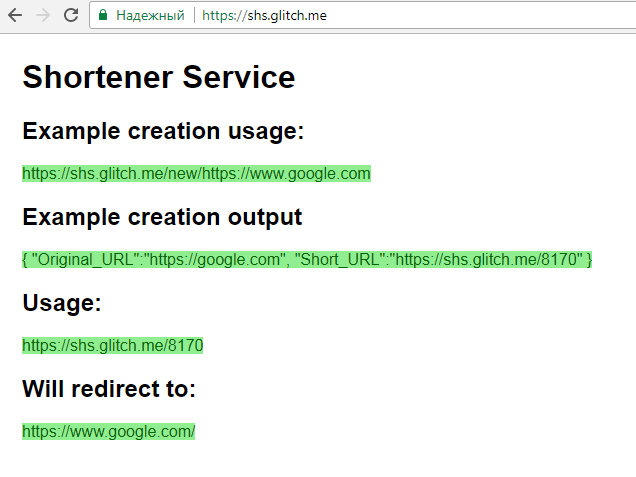 Надежный https://shs.glitch.me
Shortener Service
Example creation usage:
https://shs.glitch.me/new/https://www.google.com
Example creation output
{ "Original_URL":"https://google.com", "Short_URL":"https://shs.glitch.me/8170" }
Usage:
https://shs.glitch.me/8170
Will redirect to:
https://www.google.com/